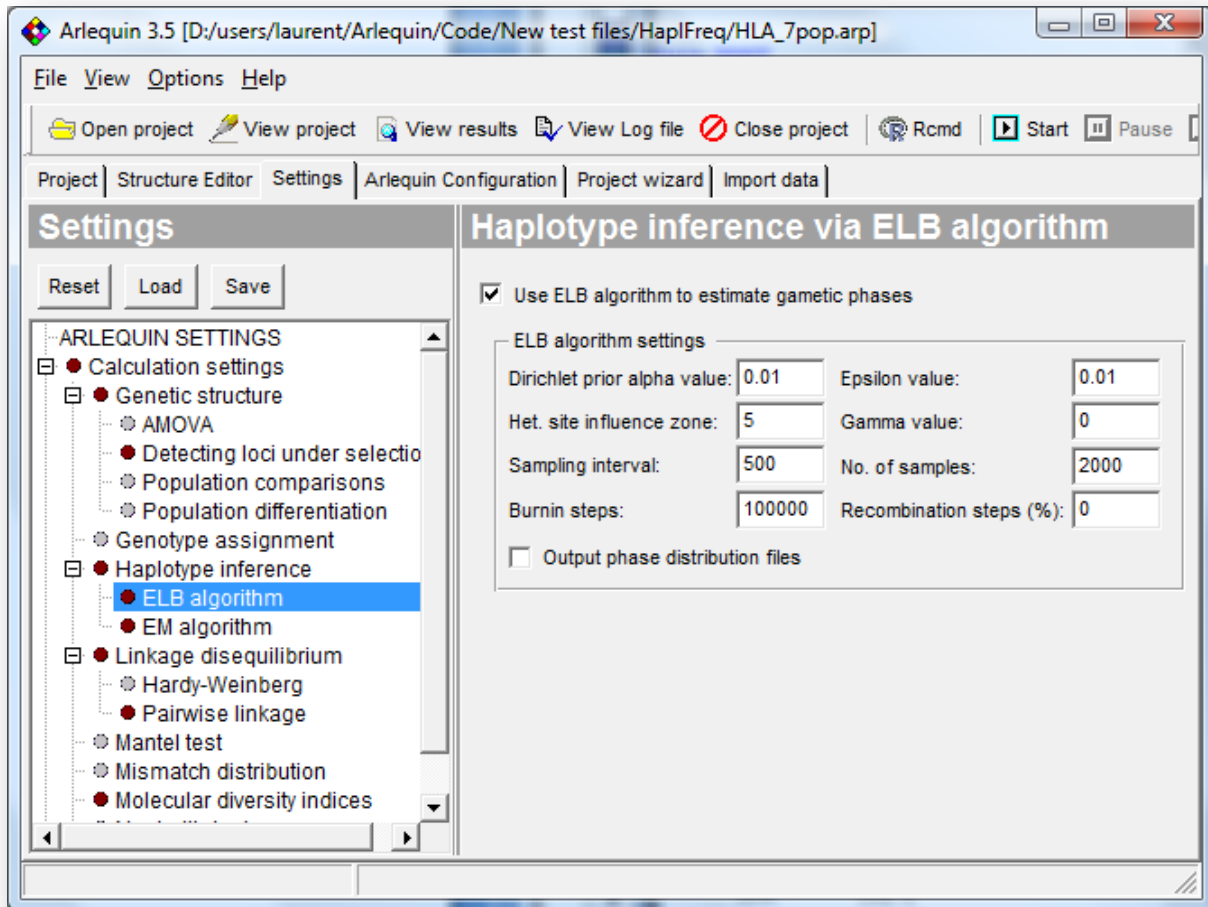 Arlequin 3.5 [D:/users/laurent/Arlequin/Code/New test files/HaplFreq/HLA_7pop.arp]
File View Options Help
Open project View project View results View Log file Close project Rcmd Start Pause
Project Structure Editor Settings Arlequin Configuration Project wizard Import data
Settings
Reset Load Save
ARLEQUIN SETTINGS
Calculation settings
Genetic structure
AMOVA
Detecting loci under selectio
Population comparisons
Population differentiation
Genotype assignment
Haplotype inference
ELB algorithm
EM algorithm
Linkage disequilibrium
Hardy-Weinberg
Pairwise linkage
Mantel test
Mismatch distribution
Molecular diversity indices
Haplotype inference via ELB algorithm
Use ELB algorithm to estimate gametic phases
ELB algorithm settings
Dirichlet prior alpha value: 0.01 Epsilon value: 0.01
Het. site influence zone: 5 Gamma value: 0
Sampling interval: 500 No. of samples: 2000
Burnin steps: 100000 Recombination steps (%): 0
Output phase distribution files